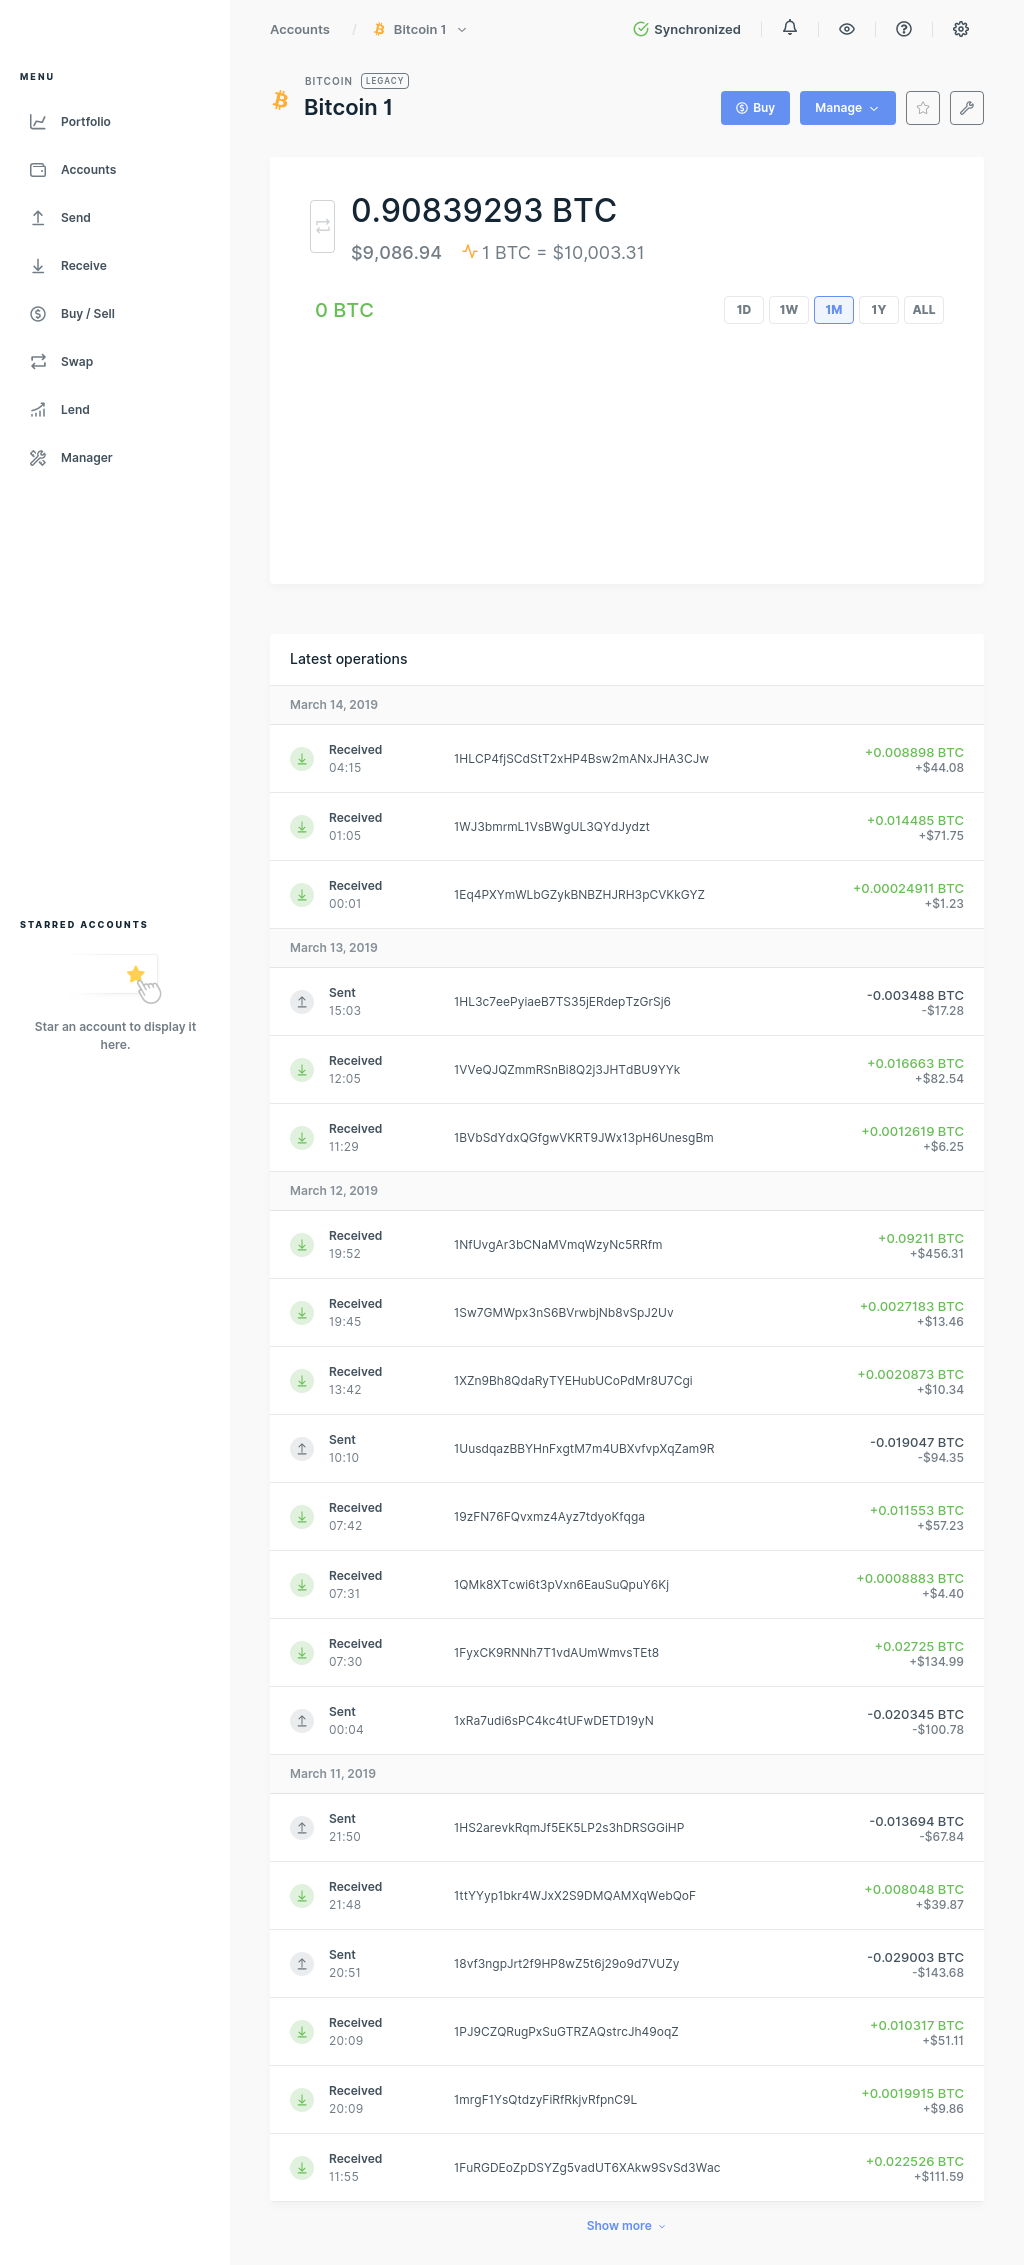 Accounts / Bitcoin 1
Synchronized
MENU
Portfolio
Accounts
Send
Receive
Buy / Sell
Swap
Lend
Manager
STARRED ACCOUNTS
Star an account to display it
here.
BITCOIN LEGACY
Bitcoin 1
Buy
Manage
0.90839293 BTC
$9,086.94 1 BTC = $10,003.31
0 BTC
1D 1W 1M 1Y ALL
Latest operations
March 14, 2019
Received
04:15
1HLCP4fjSCdStT2xHP4Bsw2mANxJHA3CJw
+0.008898 BTC
+$44.08
Received
01:05
1WJ3bmrmL1VsBWgUL3QYdJydzt
+0.014485 BTC
+$71.75
Received
00:01
1Eq4PXYmWLbGZykBNBZHJRH3pCVKkGYZ
+0.00024911 BTC
+$1.23
March 13, 2019
Sent
15:03
1HL3c7eePyiaeB7TS35jERdepTzGrSj6
-0.003488 BTC
-$17.28
Received
12:05
1VVeQJQZmmRSnBi8Q2j3JHTdBU9YYk
+0.016663 BTC
+$82.54
Received
11:29
1BVbSdYdxQGfgwVKRT9JWx13pH6UnesgBm
+0.0012619 BTC
+$6.25
March 12, 2019
Received
19:52
1NfUvgAr3bCNaMVmqWzyNc5RRfm
+0.09211 BTC
+$456.31
Received
19:45
1Sw7GMWpx3nS6BVrwbjNb8vSpJ2Uv
+0.0027183 BTC
+$13.46
Received
13:42
1XZn9Bh8QdaRyTYEHubUCoPdMr8U7Cgi
+0.0020873 BTC
+$10.34
Sent
10:10
1UusdqazBBYHnFxgtM7m4UBXvfvpXqZam9R
-0.019047 BTC
-$94.35
Received
07:42
19zFN76FQvxmz4Ayz7tdyoKfqga
+0.011553 BTC
+$57.23
Received
07:31
1QMk8XTcwi6t3pVxn6EauSuQpuY6Kj
+0.0008883 BTC
+$4.40
Received
07:30
1FyxCK9RNNh7T1vdAUmWmvsTEt8
+0.02725 BTC
+$134.99
Sent
00:04
1xRa7udi6sPC4kc4tUFwDETD19yN
-0.020345 BTC
-$100.78
March 11, 2019
Sent
21:50
1HS2arevkRqmJf5EK5LP2s3hDRSGGiHP
-0.013694 BTC
-$67.84
Received
21:48
1ttYYyp1bkr4WJxX2S9DMQAMXqWebQoF
+0.008048 BTC
+$39.87
Sent
20:51
18vf3ngpJrt2f9HP8wZ5t6j29o9d7VUZy
-0.029003 BTC
-$143.68
Received
20:09
1PJ9CZQRugPxSuGTRZAQstrcJh49oqZ
+0.010317 BTC
+$51.11
Received
20:09
1mrgF1YsQtdzyFiRfRkjvRfpnC9L
+0.0019915 BTC
+$9.86
Received
11:55
1FuRGDEoZpDSYZg5vadUT6XAkw9SvSd3Wac
+0.022526 BTC
+$111.59
Show more